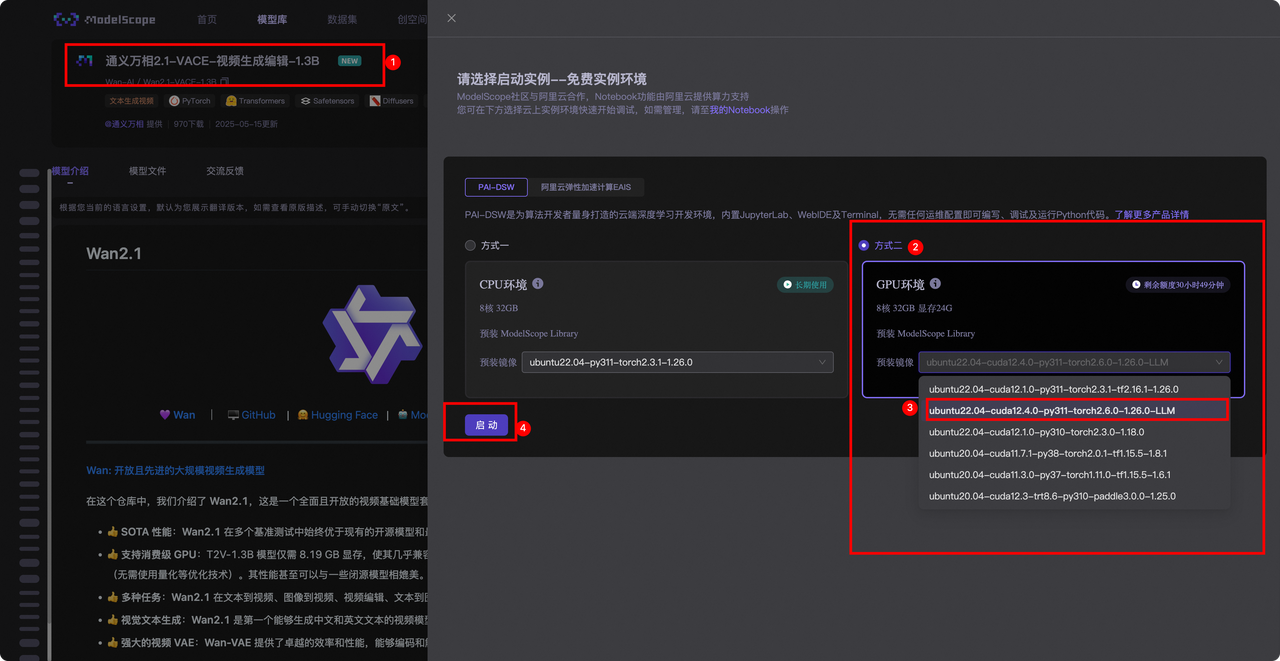 ModelScope
首页
模型库
数据集
创空间
通义万相2.1-VACE-视频生成编辑-1.3B
NEW
1
Wan-AI / Wan2.1-VACE-1.3B
文本生成视频
PyTorch
Transformers
Safetensors
Diffusers
@通义万相 提供
970下载
2025-05-15更新
模型介绍
模型文件
交流反馈
根据您当前的语言设置，默认为您展示翻译版本，如需查看原版描述，可手动切换“原文”。
Wan2.1
💜 Wan | 🖥️ GitHub | 🤗 Hugging Face | 🤖 Mo
Wan: 开放且先进的大规模视频生成模型
在这个仓库中，我们介绍了 Wan2.1，这是一个全面且开放的视频基础模型套
• 👍 SOTA 性能：Wan2.1 在多个基准测试中始终优于现有的开源模型和
• 👍 支持消费级 GPU：T2V-1.3B 模型仅需 8.19 GB 显存，使其几乎兼容
（无需使用量化等优化技术）。其性能甚至可以与一些闭源模型相媲美。
• 👍 多种任务：Wan2.1 在文本到视频、图像到视频、视频编辑、文本到
• 👍 视觉文本生成：Wan2.1 是第一个能够生成中文和英文文本的视频模
• 👍 强大的视频 VAE：Wan-VAE 提供了卓越的效率和性能，能够编码和
请选择启动实例--免费实例环境
ModelScope社区与阿里云合作，Notebook功能由阿里云提供算力支持
您可在下方选择云上实例环境快速开始调试，如需管理，请至我的Notebook操作
PAI-DSW
阿里云弹性加速计算EAIS
PAI-DSW是为算法开发者量身打造的云端深度学习开发环境，内置JupyterLab、WebIDE及Terminal，无需任何运维配置即可编写、调试及运行Python代码。了解更多产品详情
方式一
CPU环境
长期使用
8核 32GB
预装 ModelScope Library
预装镜像
ubuntu22.04-py311-torch2.3.1-1.26.0
启 动
4
方式二
2
GPU环境
剩余额度30小时49分钟
8核 32GB 显存24G
预装 ModelScope Library
预装镜像
ubuntu22.04-cuda12.4.0-py311-torch2.6.0-1.26.0-LLM
ubuntu22.04-cuda12.1.0-py311-torch2.3.1-tf2.16.1-1.26.0
3
ubuntu22.04-cuda12.4.0-py311-torch2.6.0-1.26.0-LLM
ubuntu22.04-cuda12.1.0-py310-torch2.3.0-1.18.0
ubuntu20.04-cuda11.7.1-py38-torch2.0.1-tf1.15.5-1.8.1
ubuntu20.04-cuda11.3.0-py37-torch1.11.0-tf1.15.5-1.6.1
ubuntu20.04-cuda12.3-trt8.6-py310-paddle3.0.0-1.25.0